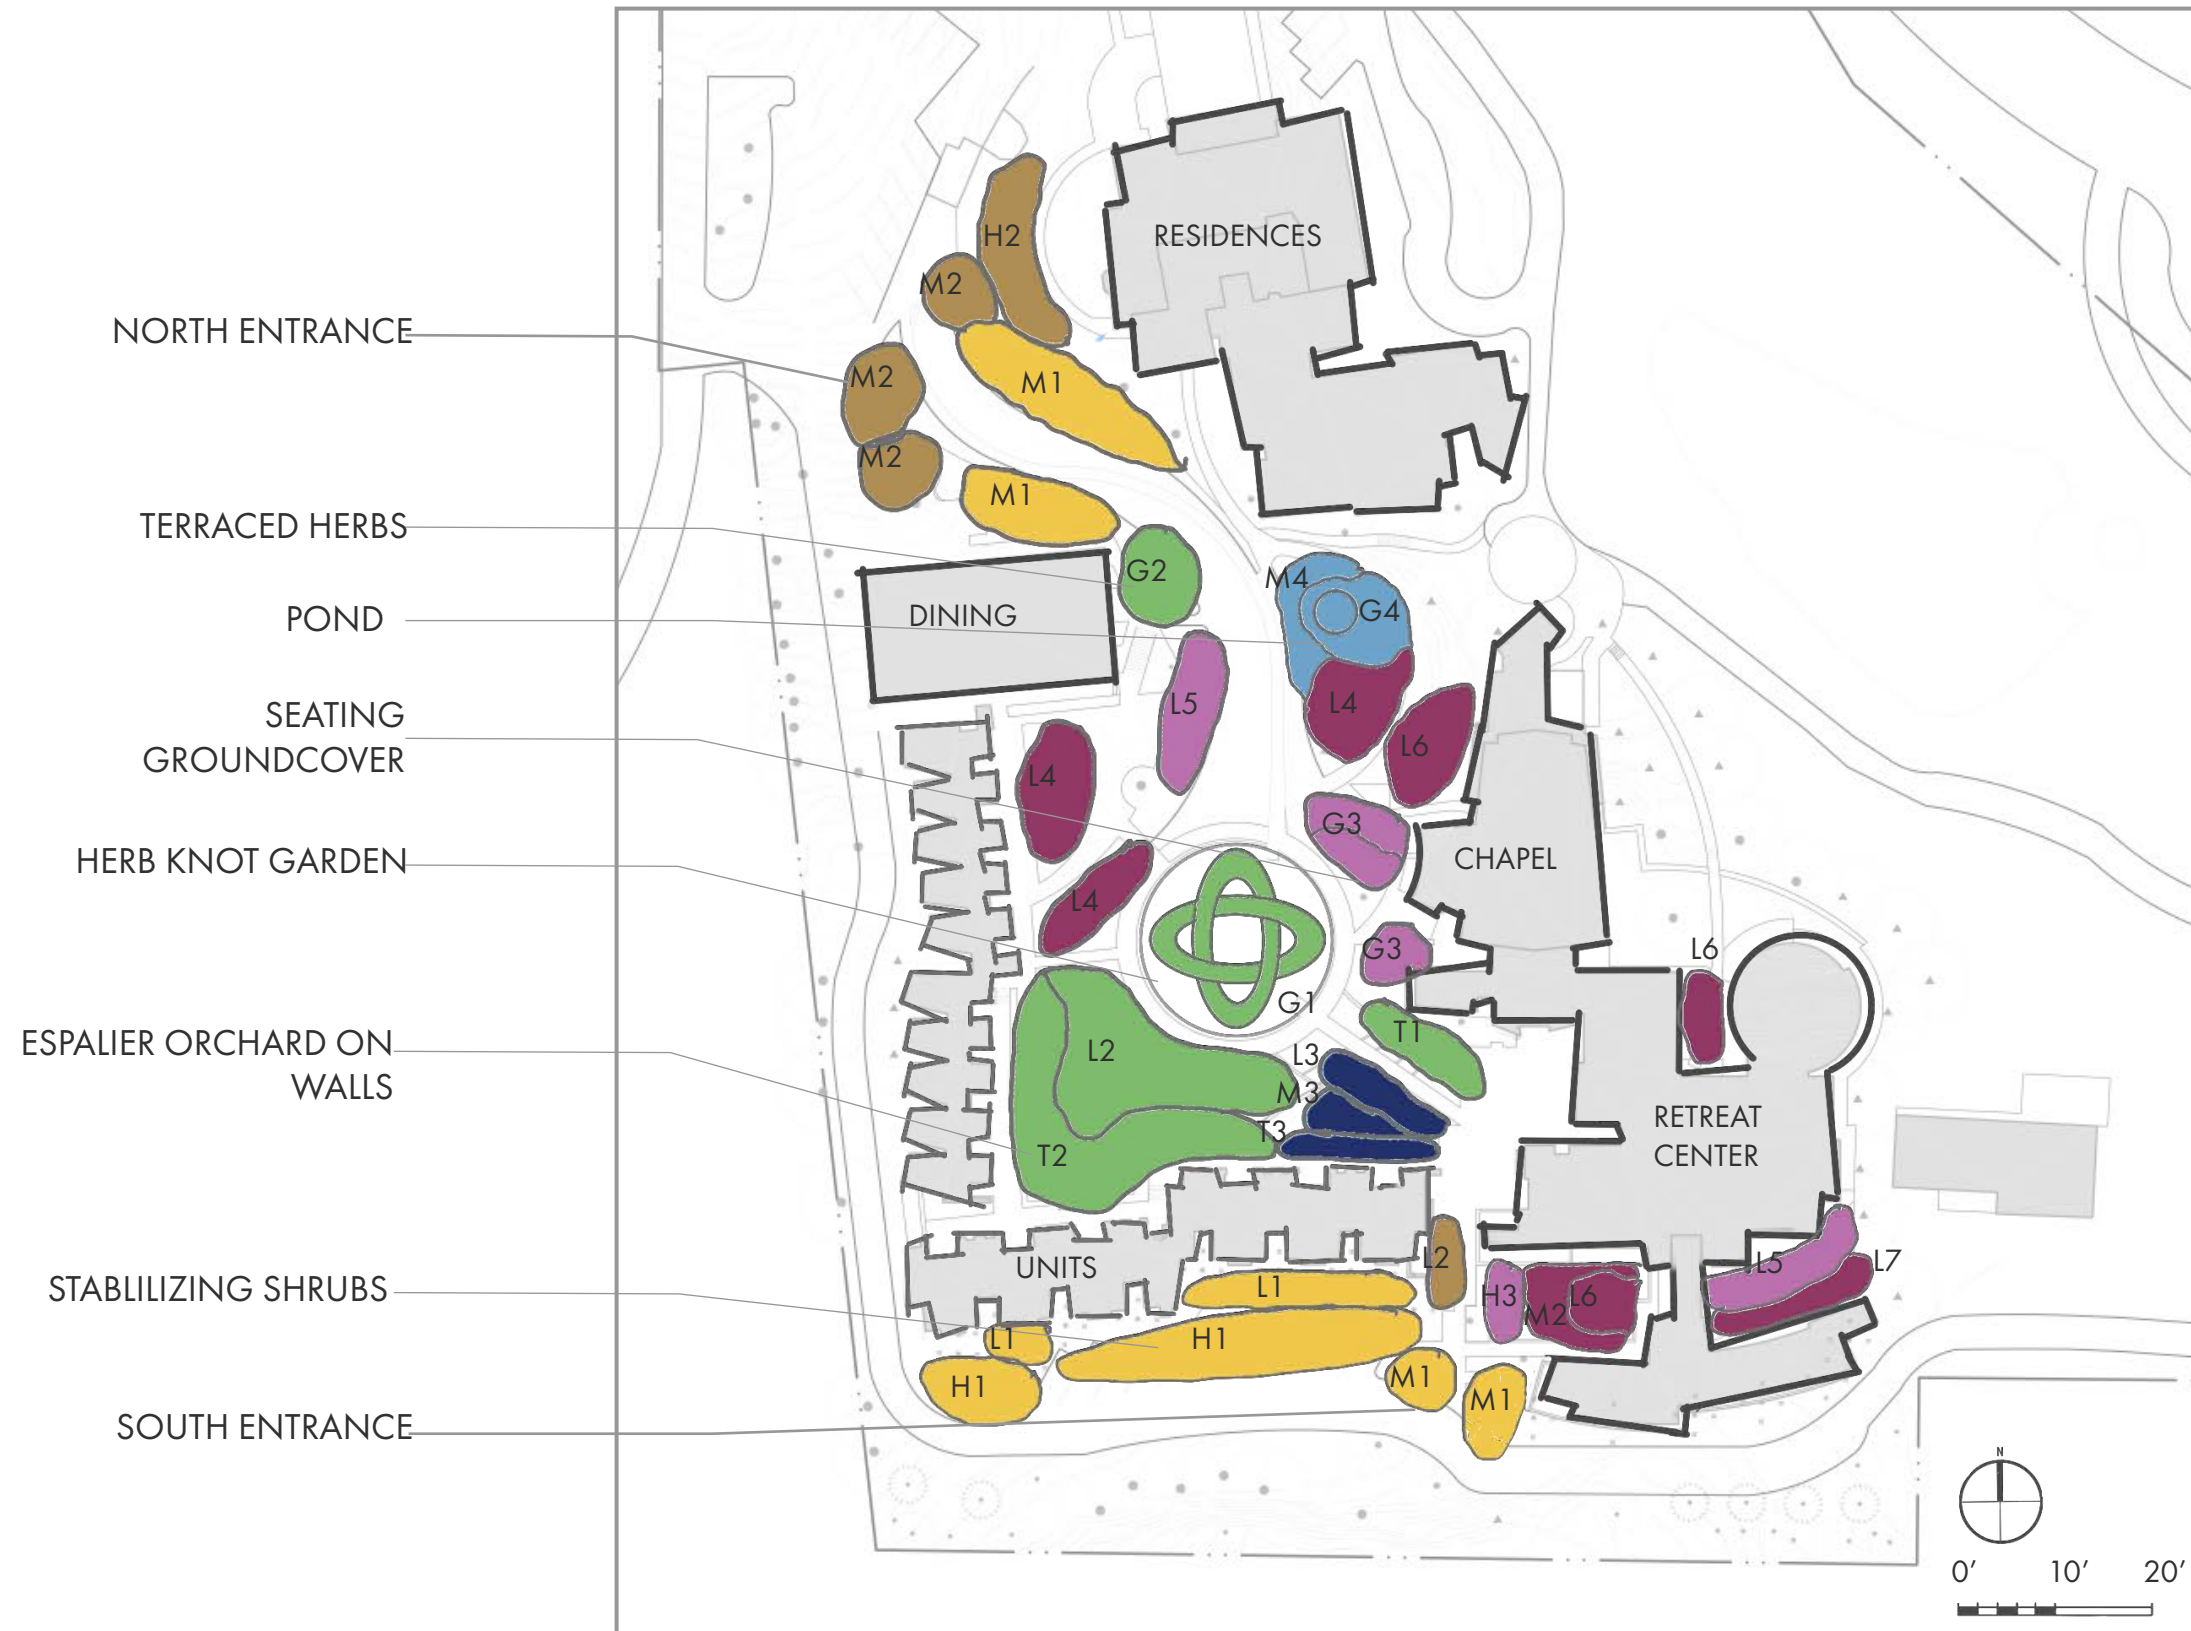 RESIDENCES
H2
M2
NORTH ENTRANCE
M2
M1
M2
M1
TERRACED HERBS
G2
M4
POND
DINING
G4
SEATING
GROUNDCOVER
L5
L4
L6
L4
G3
CHAPEL
HERB KNOT GARDEN
L4
G3
L6
G1
T1
ESPALIER ORCHARD ON
WALLS
L2
L3
M3
T3
T2
RETREAT
CENTER
UNITS
L2
L5
L7
STABLILIZING SHRUBS
L1
H3
M2
L6
L1
H1
H1
M1
M1
SOUTH ENTRANCE
N
0' 10' 20'